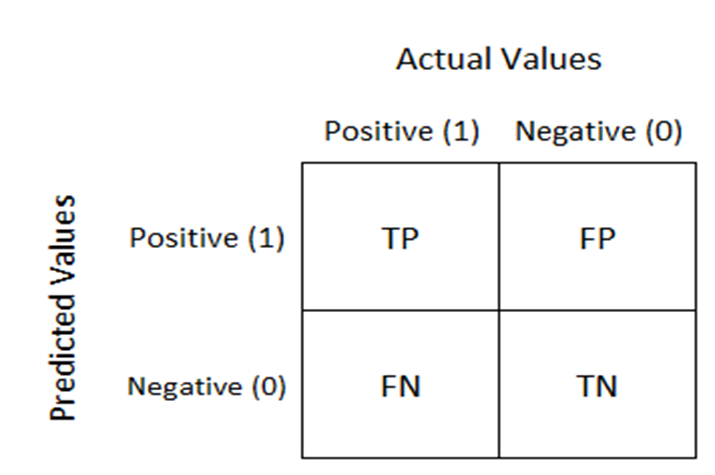 Actual Values
Positive (1) Negative (0)
Predicted Values
Positive (1) TP FP
Negative (0) FN TN